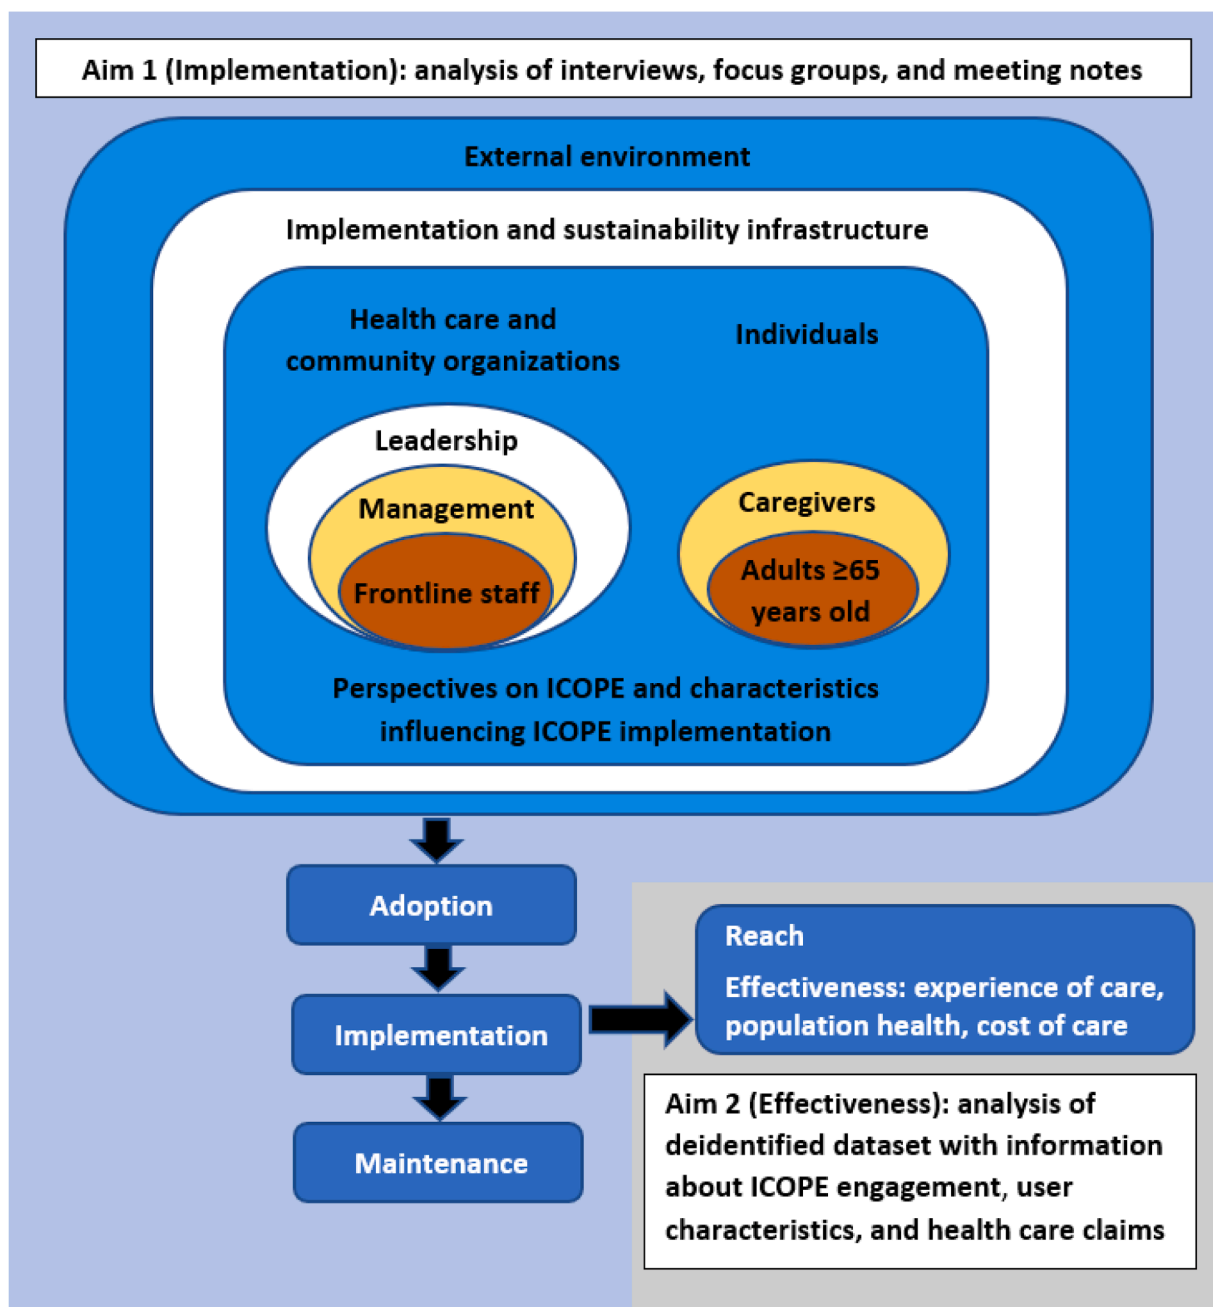 Aim 1 (Implementation): analysis of interviews, focus groups, and meeting notes
External environment
Implementation and sustainability infrastructure
Health care and
community organizations
Individuals
Leadership
Management
Frontline staff
Caregivers
Adults ≥65
years old
Perspectives on ICOPE and characteristics
influencing ICOPE implementation
Adoption
Implementation
Maintenance
Reach
Effectiveness: experience of care,
population health, cost of care
Aim 2 (Effectiveness): analysis of
deidentified dataset with information
about ICOPE engagement, user
characteristics, and health care claims